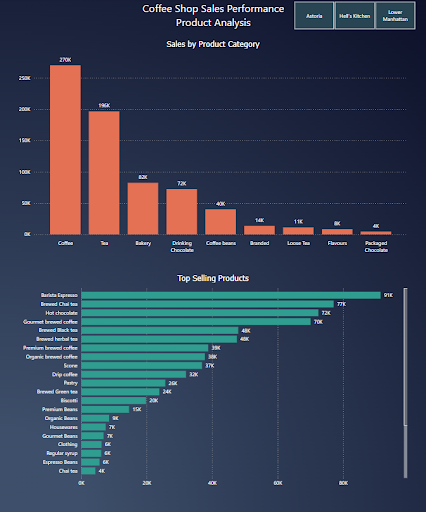 Coffee Shop Sales Performance
Product Analysis
Astoria
Hell's Kitchen
Lower
Manhattan
Sales by Product Category
270K
250K
196K
200K
150K
100K
82K
72K
50K
40K
14K
11K
8K
4K
0K
Coffee
Tea
Bakery
Drinking
Chocolate
Coffee beans
Branded
Loose Tea
Flavours
Packaged
Chocolate
Top Selling Products
Barista Espresso 91K
Brewed Chai tea 77K
Hot chocolate 72K
Gourmet brewed coffee 70K
Brewed Black tea 48K
Brewed herbal tea 48K
Premium brewed coffee 39K
Organic brewed coffee 38K
Scone 37K
Drip coffee 32K
Pastry 26K
Brewed Green tea 24K
Biscotti 20K
Premium Beans 15K
Organic Beans 9K
Housewares 7K
Gourmet Beans 7K
Clothing 6K
Regular syrup 6K
Espresso Beans 6K
Chai tea 4K
0K 20K 40K 60K 80K